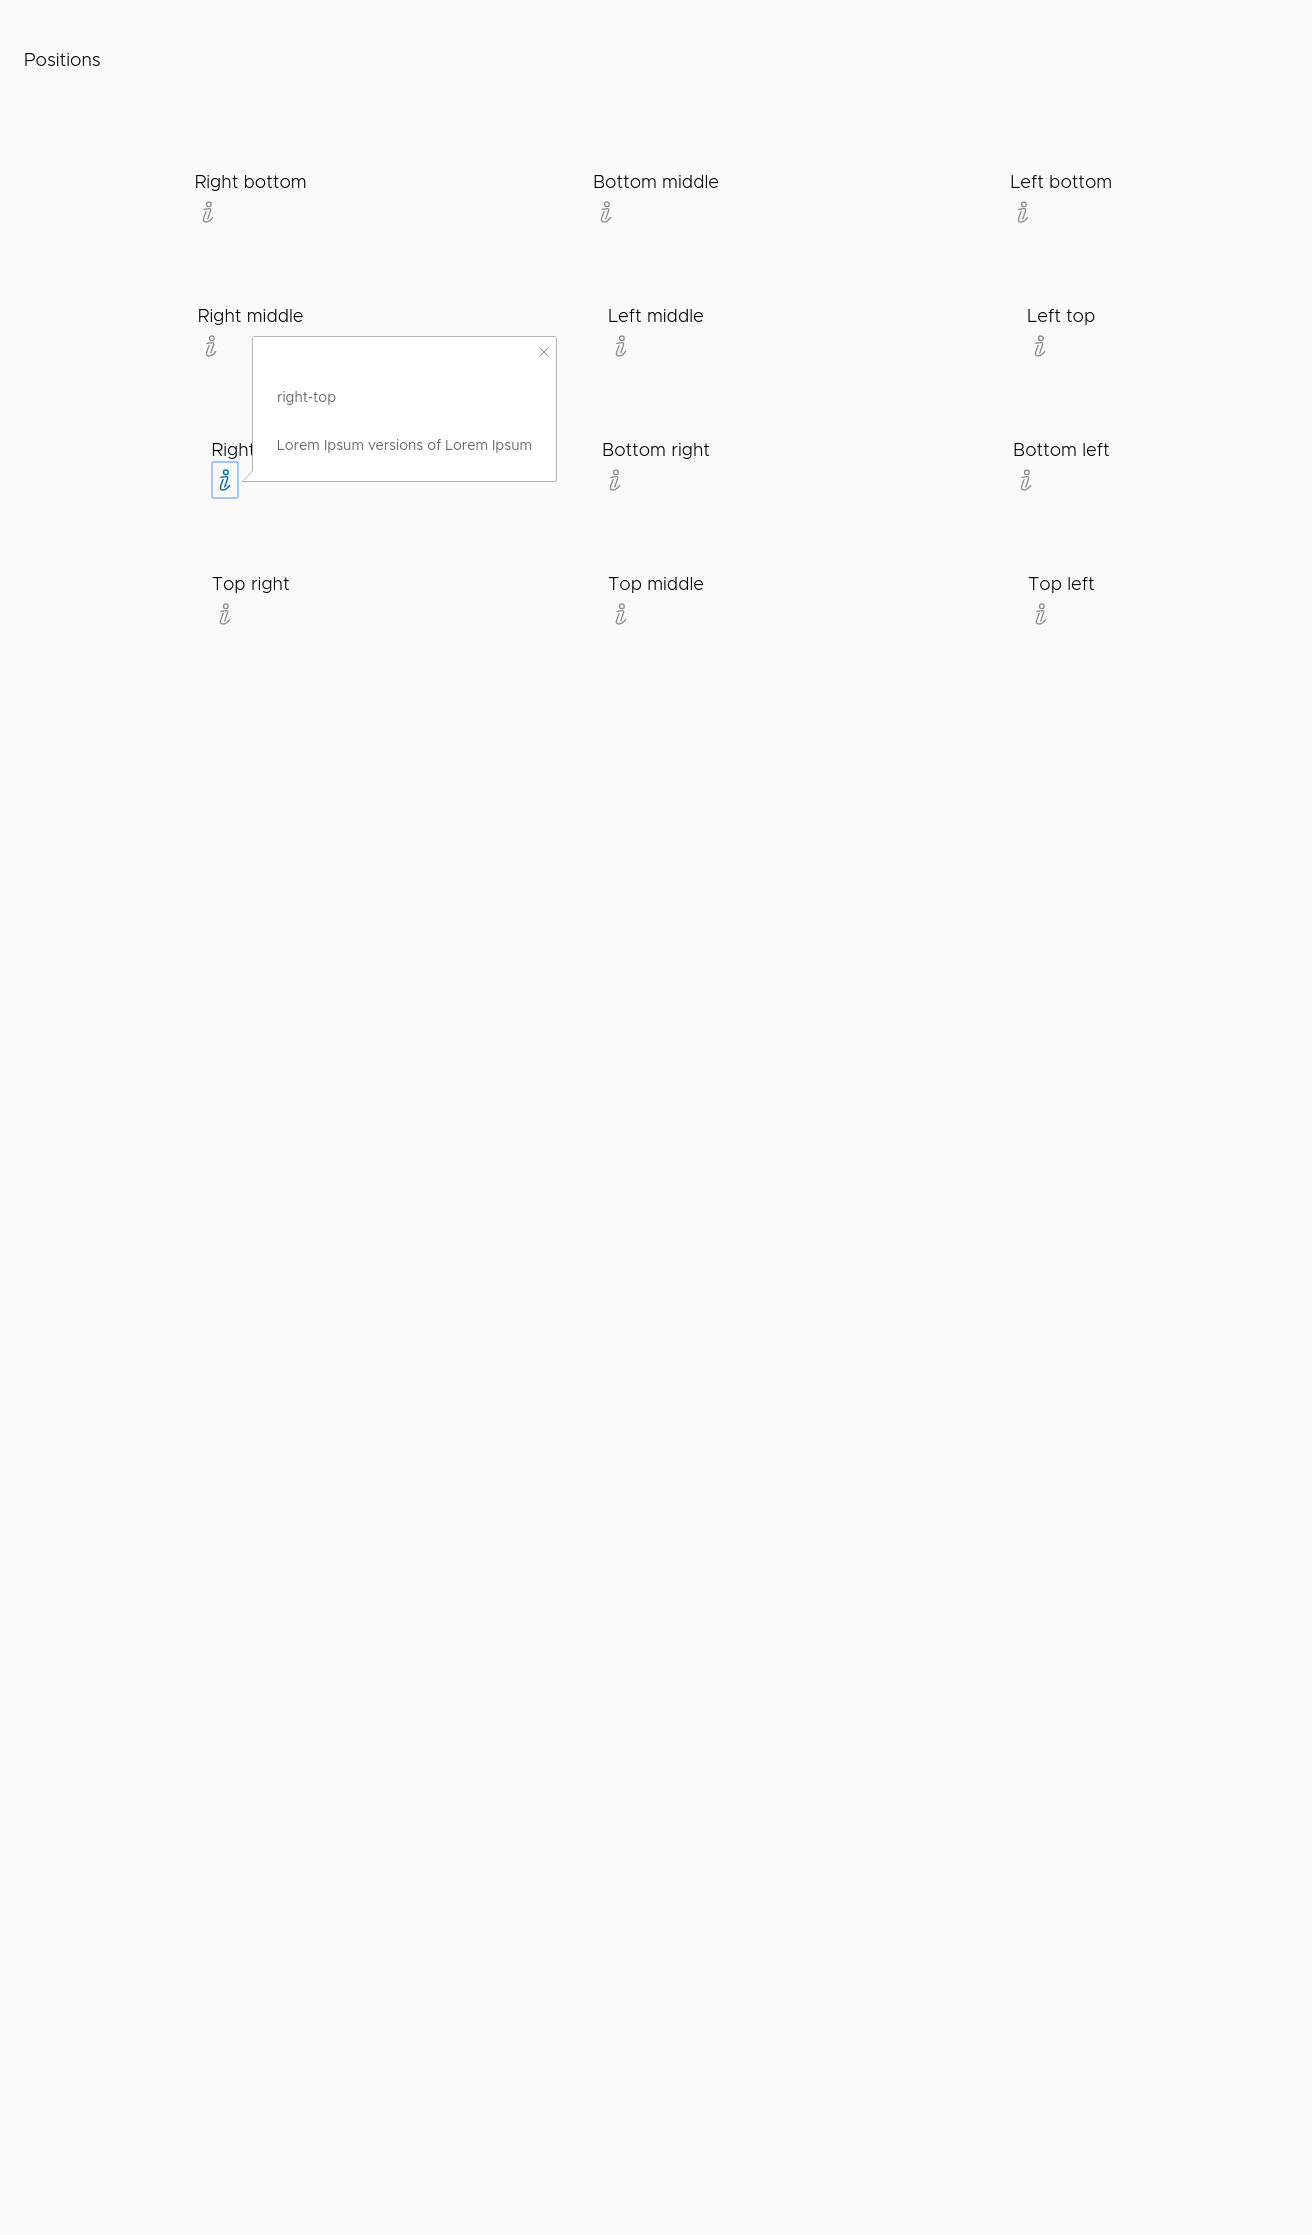 Positions
Right bottom
Bottom middle
Left bottom
Right middle
Left middle
Left top
right-top
Lorem Ipsum versions of Lorem Ipsum
Right
Bottom right
Bottom left
Top right
Top middle
Top left